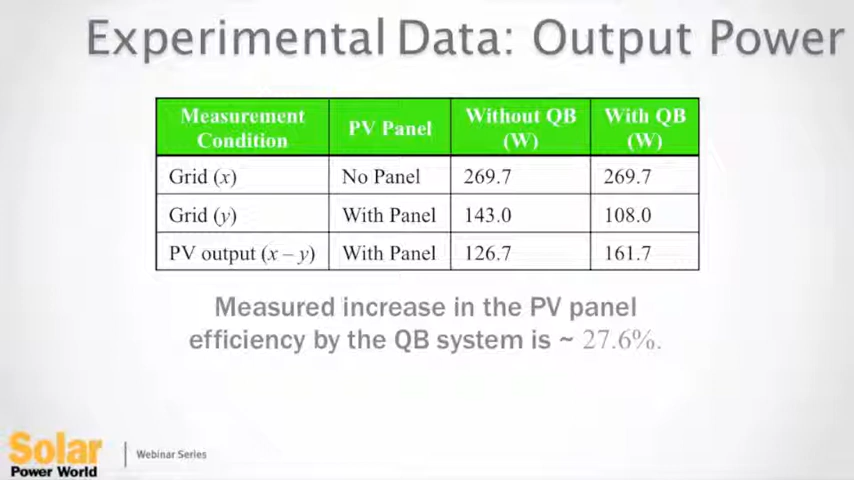 Experimental Data: Output Power
Measurement Condition | PV Panel | Without QB (W) | With QB (W)
Grid (x) | No Panel | 269.7 | 269.7
Grid (y) | With Panel | 143.0 | 108.0
PV output (x – y) | With Panel | 126.7 | 161.7
Measured increase in the PV panel
efficiency by the QB system is ~ 27.6%.
Solar
Power World
Webinar Series